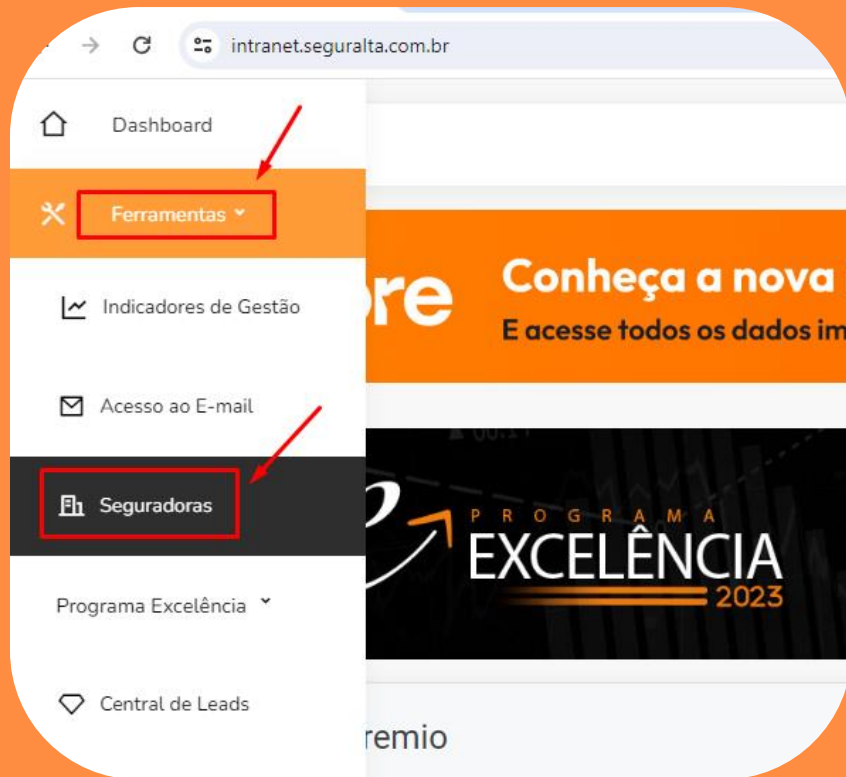 intranet.seguralta.com.br
Dashboard
Ferramentas
Indicadores de Gestão
Acesso ao E-mail
Seguradoras
Programa Excelência
Central de Leads
re
Conheça a nova
E acesse todos os dados im
PROGRAMA
EXCELÊNCIA
2023
remio